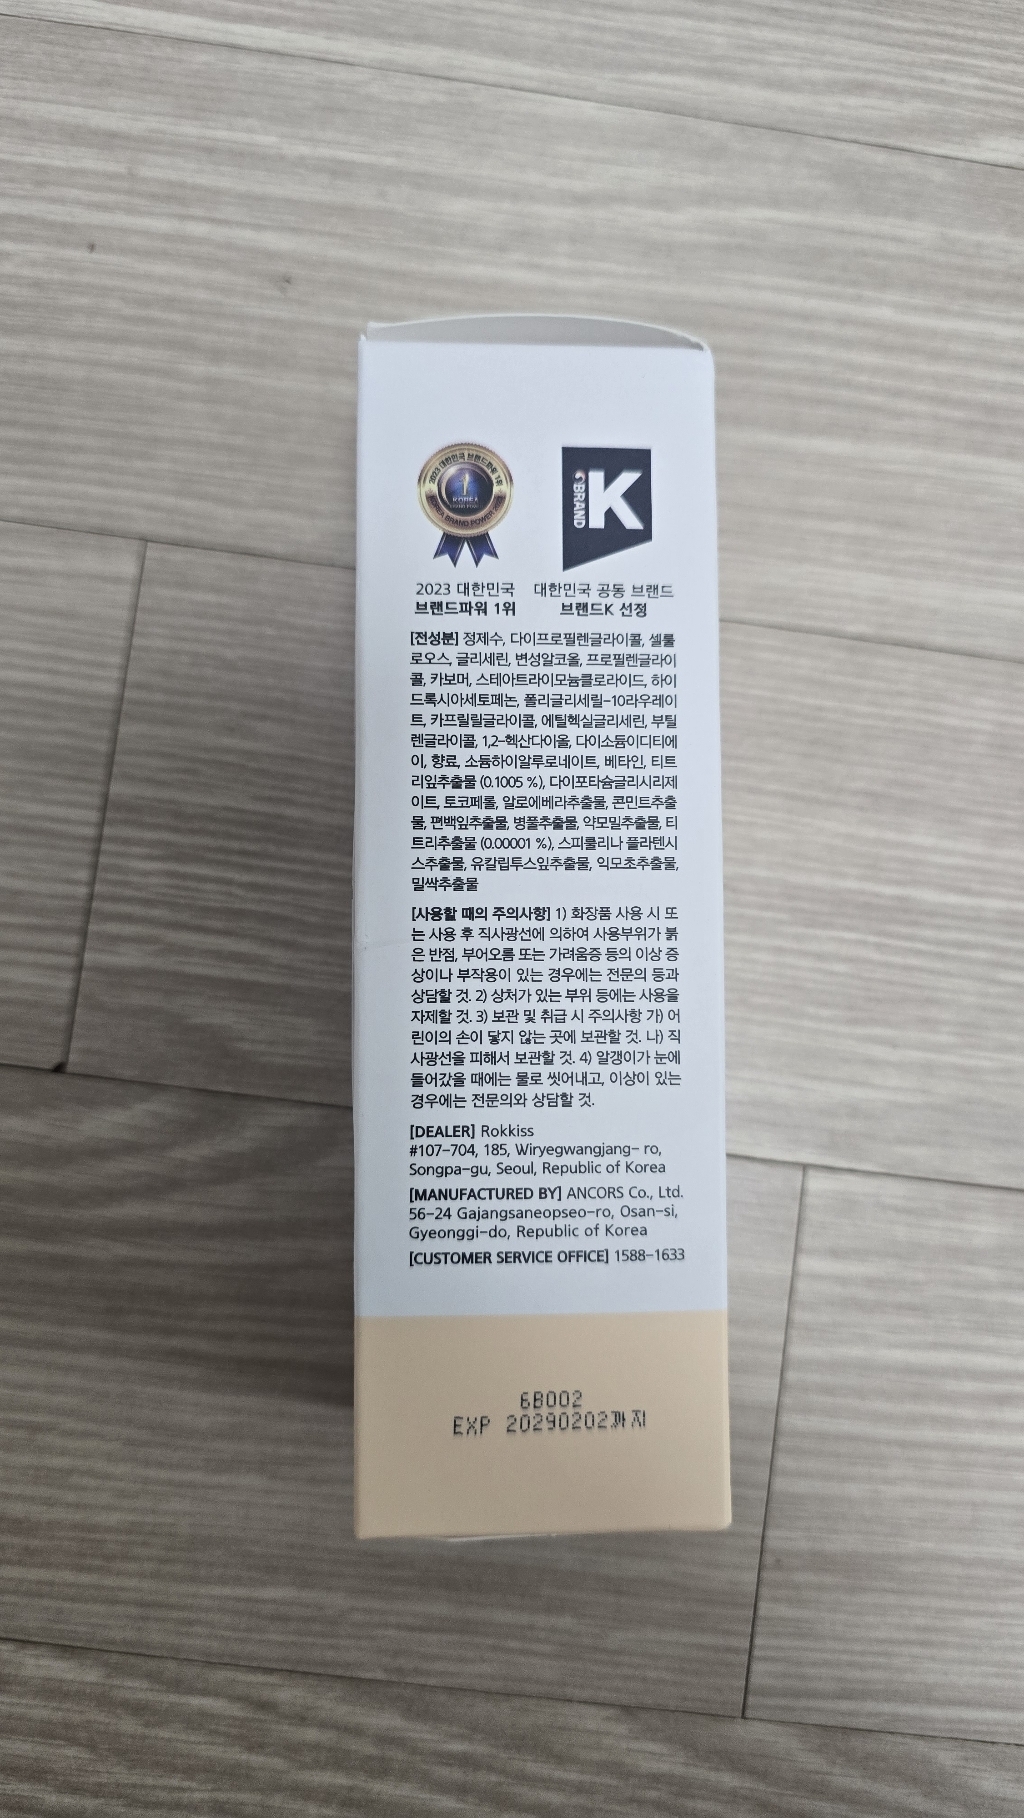 2023 대한민국 브랜드파워 1위
1
KOREA
KOREA BRAND POWER
BRAND
K
2023 대한민국
브랜드파워 1위
대한민국 공동 브랜드
브랜드K 선정
[전성분] 정제수, 다이프로필렌글라이콜, 셀룰
로오스, 글리세린, 변성알코올, 프로필렌글라이
콜, 카보머, 스테아트라이모늄클로라이드, 하이
드록시아세토페논, 폴리글리세릴-10라우레이
트, 카프릴릴글라이콜, 에틸헥실글리세린, 부틸
렌글라이콜, 1,2-헥산다이올, 다이소듐이디티에
이, 향료, 소듐하이알루로네이트, 베타인, 티트
리잎추출물 (0.1005 %), 다이포타슘글리시리제
이트, 토코페롤, 알로에베라추출물, 콘민트추출
물, 편백잎추출물, 병풀추출물, 약모밀추출물, 티
트리추출물 (0.00001 %), 스피룰리나 플라텐시
스추출물, 유칼립투스잎추출물, 익모초추출물,
밀싹추출물
[사용할 때의 주의사항] 1) 화장품 사용 시 또
는 사용 후 직사광선에 의하여 사용부위가 붉
은 반점, 부어오름 또는 가려움증 등의 이상 증
상이나 부작용이 있는 경우에는 전문의 등과
상담할 것. 2) 상처가 있는 부위 등에는 사용을
자제할 것. 3) 보관 및 취급 시 주의사항 가) 어
린이의 손이 닿지 않는 곳에 보관할 것. 나) 직
사광선을 피해서 보관할 것. 4) 알갱이가 눈에
들어갔을 때에는 물로 씻어내고, 이상이 있는
경우에는 전문의와 상담할 것.
[DEALER] Rokkiss
#107-704, 185, Wiryegwangjang- ro,
Songpa-gu, Seoul, Republic of Korea
[MANUFACTURED BY] ANCORS Co., Ltd.
56-24 Gajangsaneopseo-ro, Osan-si,
Gyeonggi-do, Republic of Korea
[CUSTOMER SERVICE OFFICE] 1588-1633
6B002
EXP 20290202까지